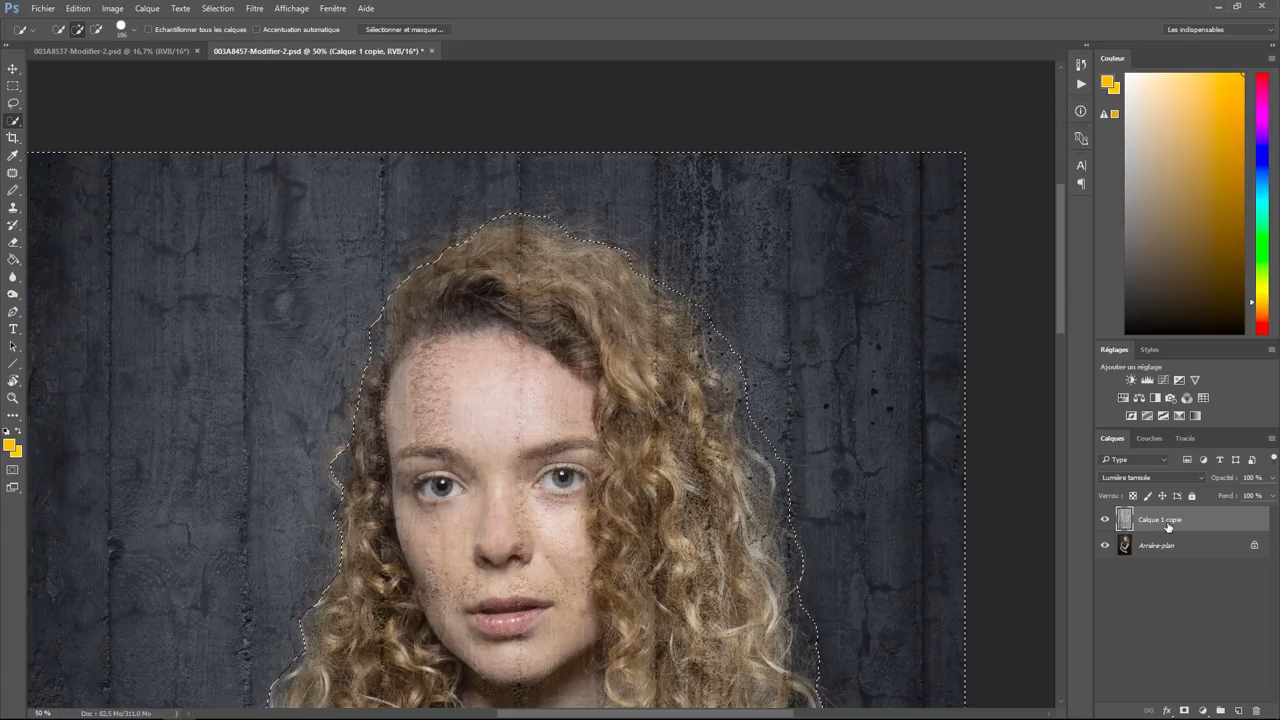 Ps Fichier Edition Image Calque Texte Sélection Filtre Affichage Fenêtre Aide
186 Echantillonner tous les calques Accentuation automatique Sélectionner et masquer... Les indispensables
003A8537-Modifier-2.psd @ 16,7% (RVB/16*) × 003A8457-Modifier-2.psd @ 50% (Calque 1 copie, RVB/16*) * ×
Couleur
Réglages Styles
Ajouter un réglage
Calques Couches Tracés
Type
Lumière tamisée Opacité : 100 %
Verrou : Fond : 100 %
Calque 1 copie
Arrière-plan
50 % Doc : 82,5 Mo/311,0 Mo